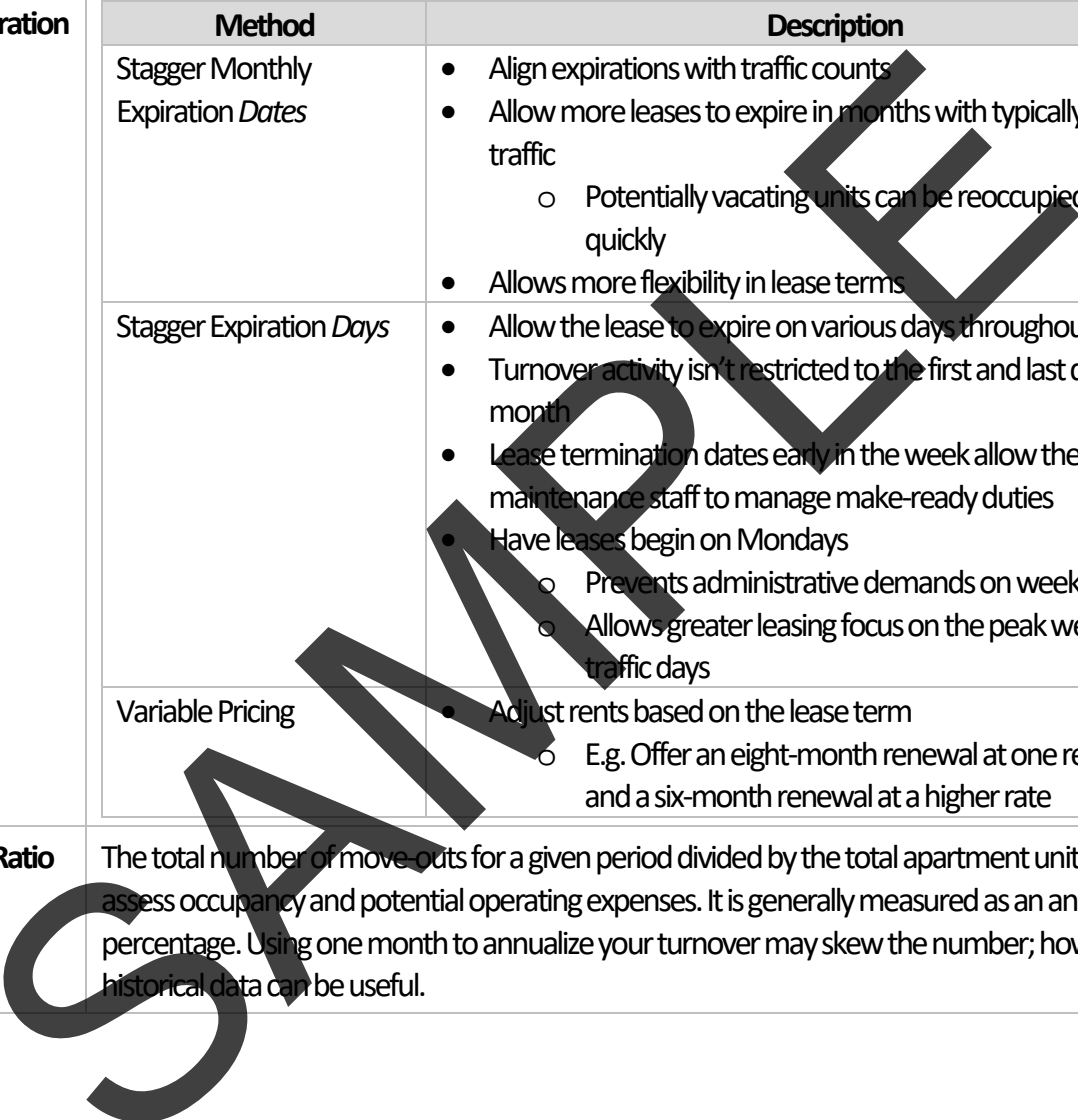 ration
Method Description
Stagger Monthly
Expiration Dates
• Align expirations with traffic counts
• Allow more leases to expire in months with typically
traffic
o Potentially vacating units can be reoccupied
quickly
• Allows more flexibility in lease terms
Stagger Expiration Days
• Allow the lease to expire on various days throughou
• Turnover activity isn't restricted to the first and last d
month
• Lease termination dates early in the week allow the
maintenance staff to manage make-ready duties
• Have leases begin on Mondays
o Prevents administrative demands on week
o Allows greater leasing focus on the peak we
traffic days
Variable Pricing
• Adjust rents based on the lease term
o E.g. Offer an eight-month renewal at one re
and a six-month renewal at a higher rate
Ratio
The total number of move-outs for a given period divided by the total apartment unit
assess occupancy and potential operating expenses. It is generally measured as an an
percentage. Using one month to annualize your turnover may skew the number; how
historical data can be useful.
SAMPLE